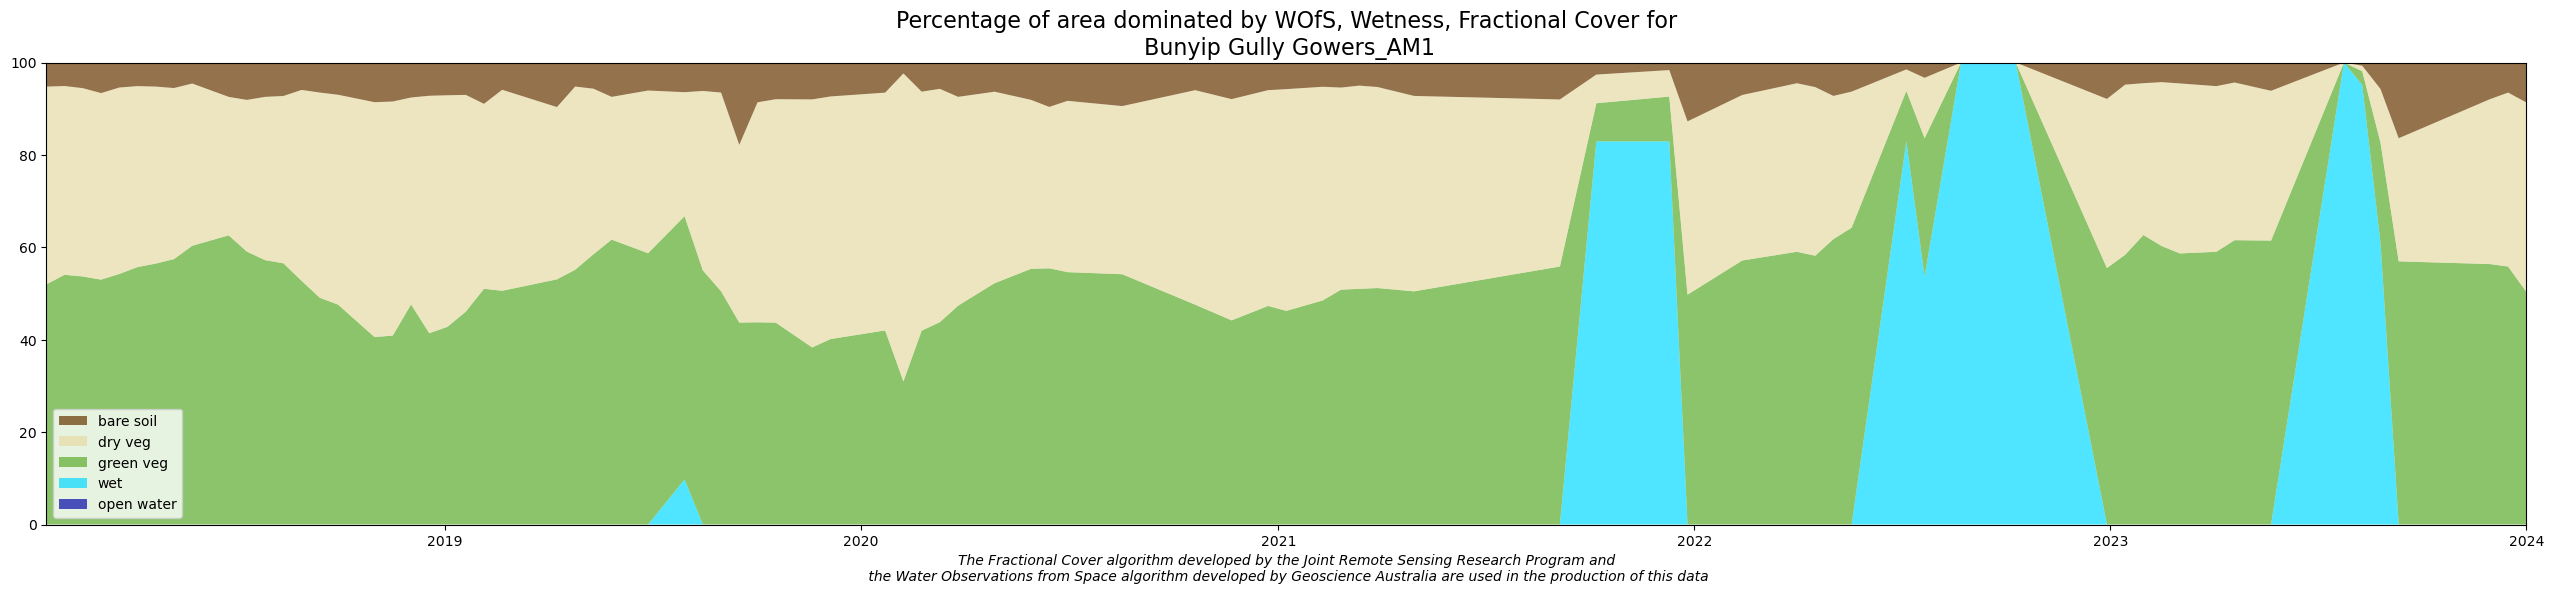 Percentage of area dominated by WOfS, Wetness, Fractional Cover for
Bunyip Gully Gowers_AM1
100
80
60
40
20
0
bare soil
dry veg
green veg
wet
open water
2019
2020
2021
2022
2023
2024
The Fractional Cover algorithm developed by the Joint Remote Sensing Research Program and
the Water Observations from Space algorithm developed by Geoscience Australia are used in the production of this data